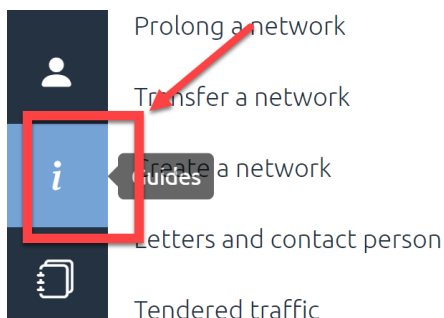 Prolong a network
Transfer a network
i
Guides
Create a network
Letters and contact person
Tendered traffic